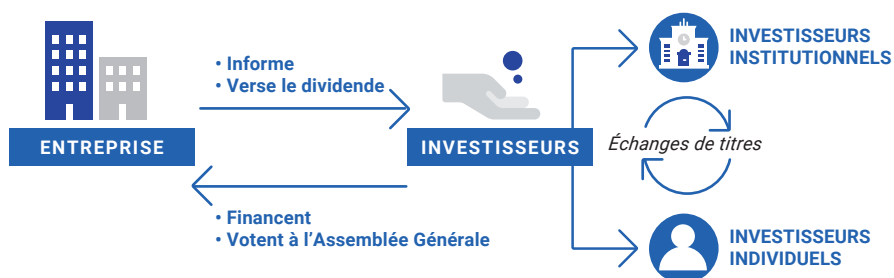 • Informe
• Verse le dividende
ENTREPRISE
INVESTISSEURS
• Financent
• Votent à l’Assemblée Générale
INVESTISSEURS
INSTITUTIONNELS
Échanges de titres
INVESTISSEURS
INDIVIDUELS